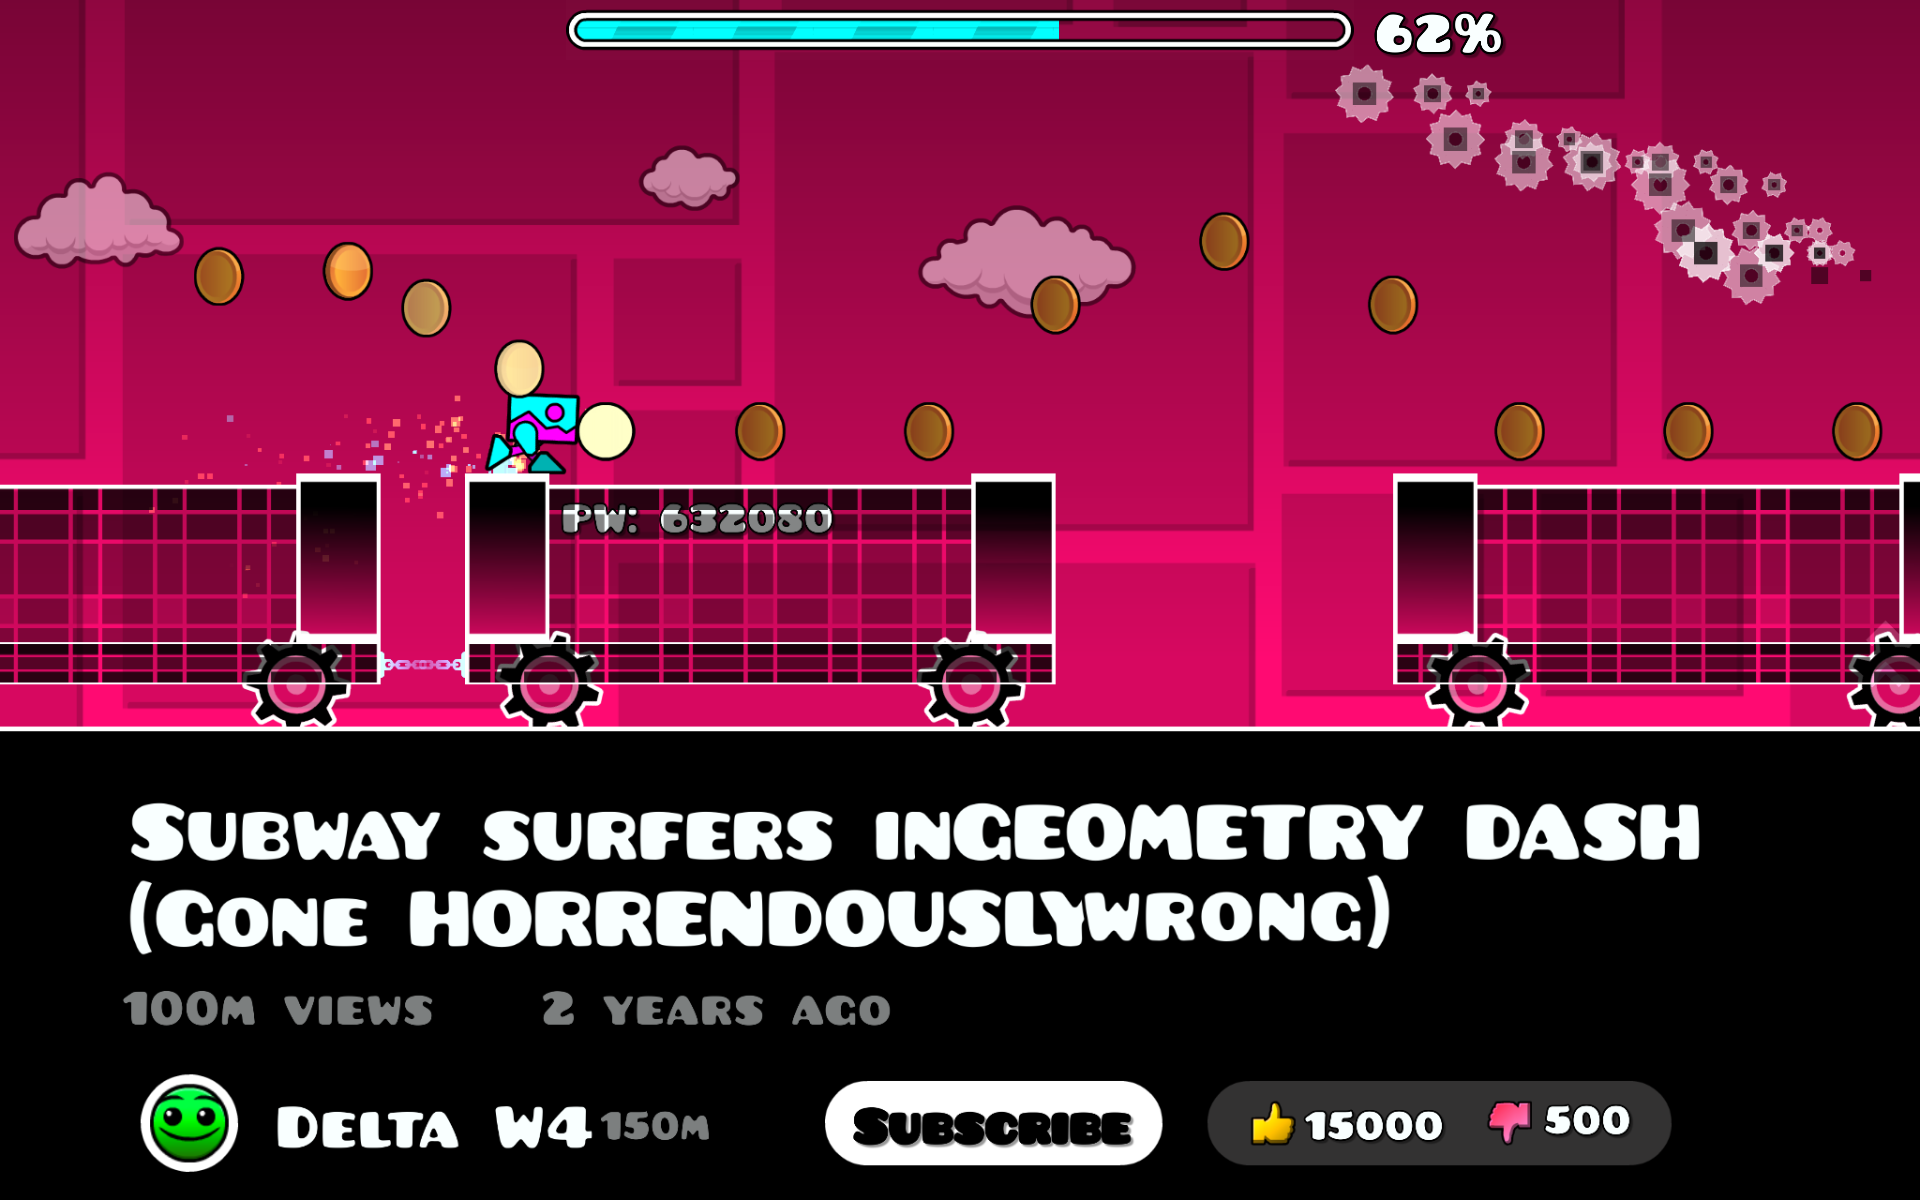 62%
PW: 632080
SUBWAY SURFERS INGEOMETRY DASH
(GONE HORRENDOUSLYWRONG)
100M VIEWS 2 YEARS AGO
DELTA W4 150M SUBSCRIBE 15000 500